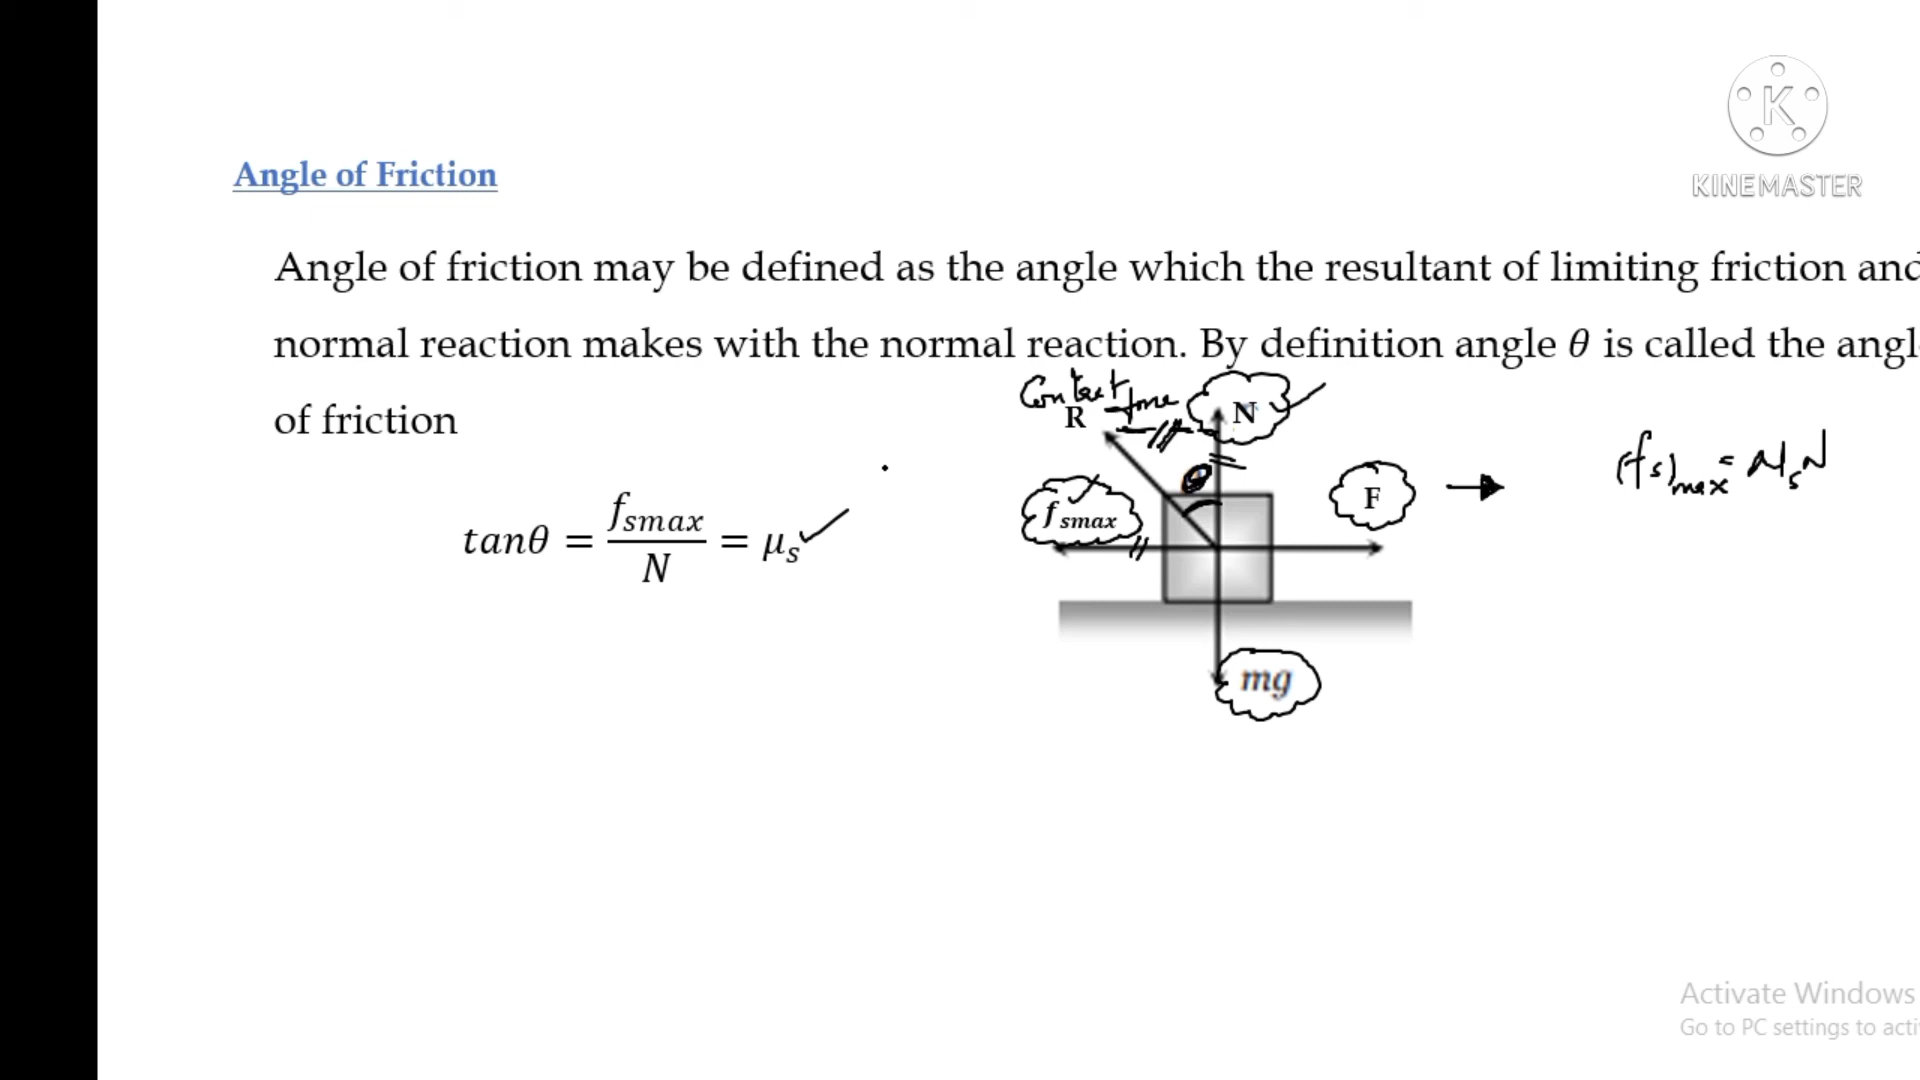 KINEMASTER
Angle of Friction
Angle of friction may be defined as the angle which the resultant of limiting friction and
normal reaction makes with the normal reaction. By definition angle θ is called the angl
of friction
Contact force
R
N
θ
F
(fs)max = μsN
fsmax
tanθ = fsmax/N = μs
mg
Activate Windows
Go to PC settings to acti